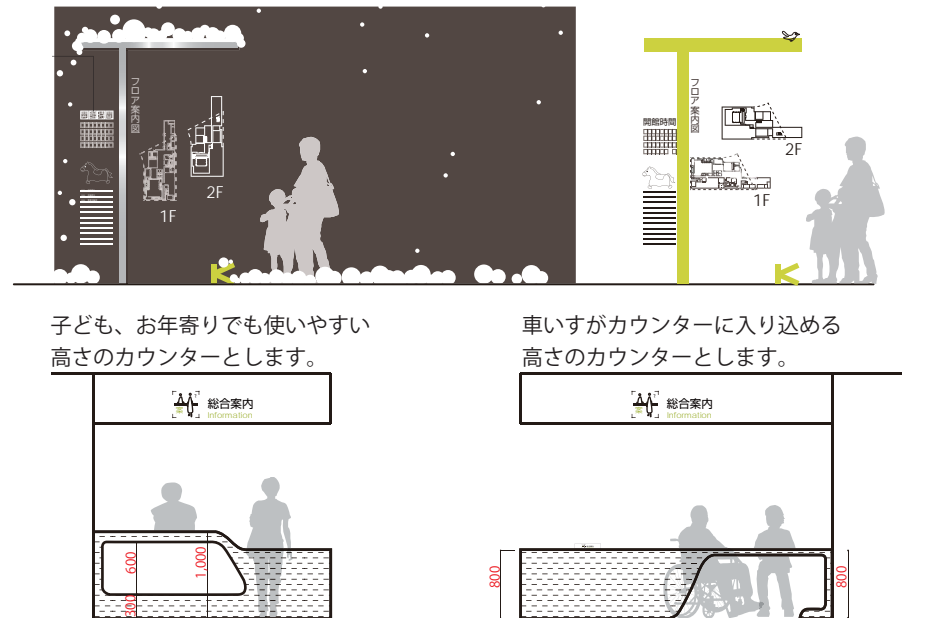 フロア案内図
1F
2F
開館時間
フロア案内図
2F
1F
子ども、お年寄りでも使いやすい
高さのカウンターとします。
車いすがカウンターに入り込める
高さのカウンターとします。
総合案内
Information
総合案内
Information
600
1,000
300
800
800